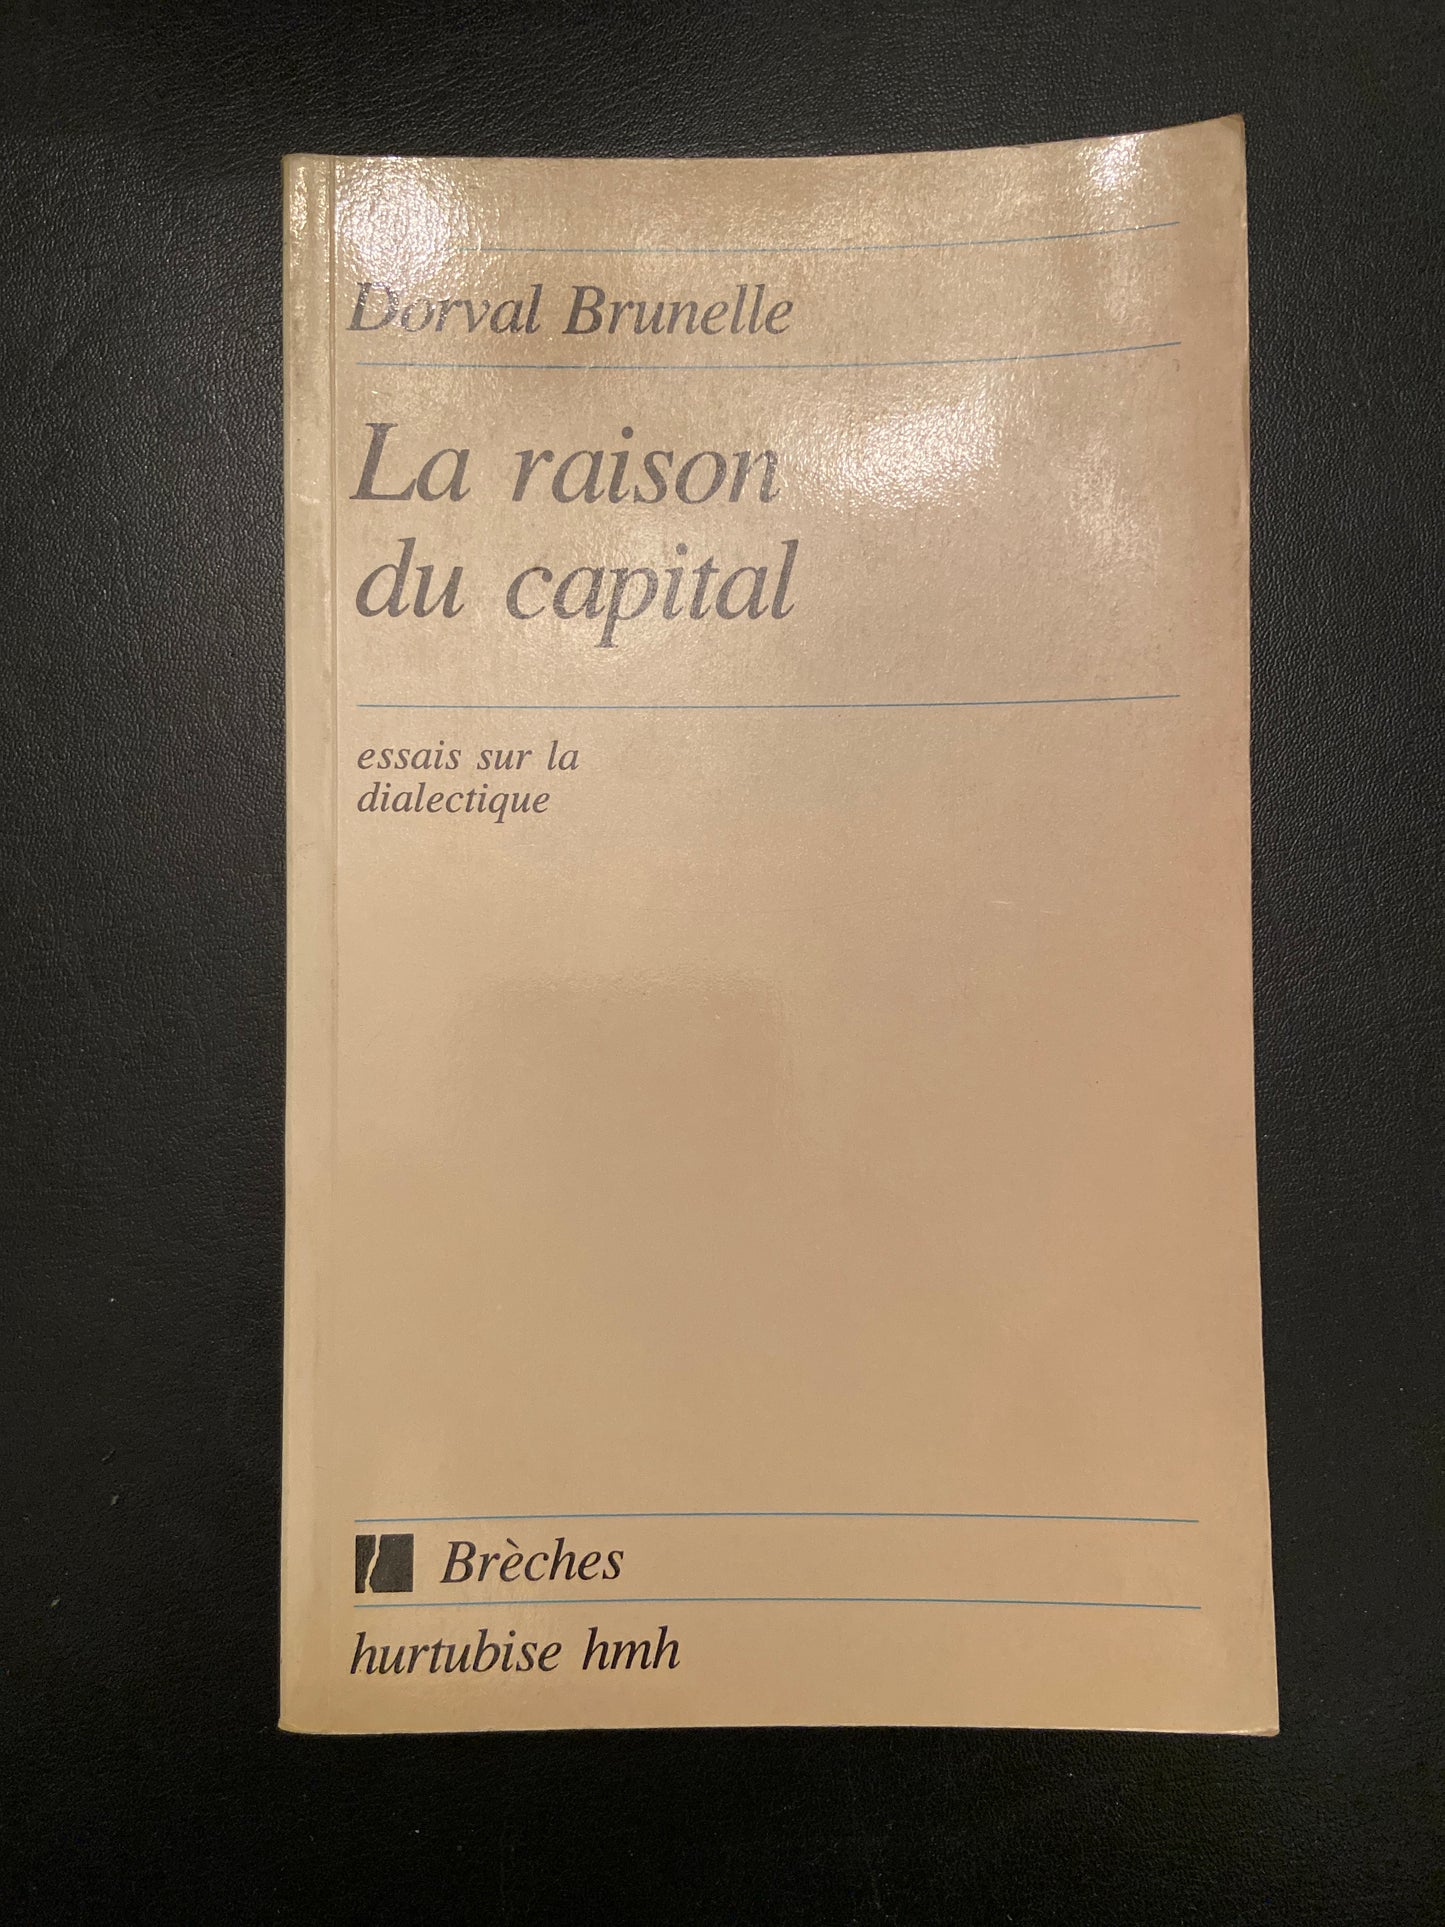 Dorval Brunelle
La raison
du capital
essais sur la
dialectique
Brèches
hurtubise hmh